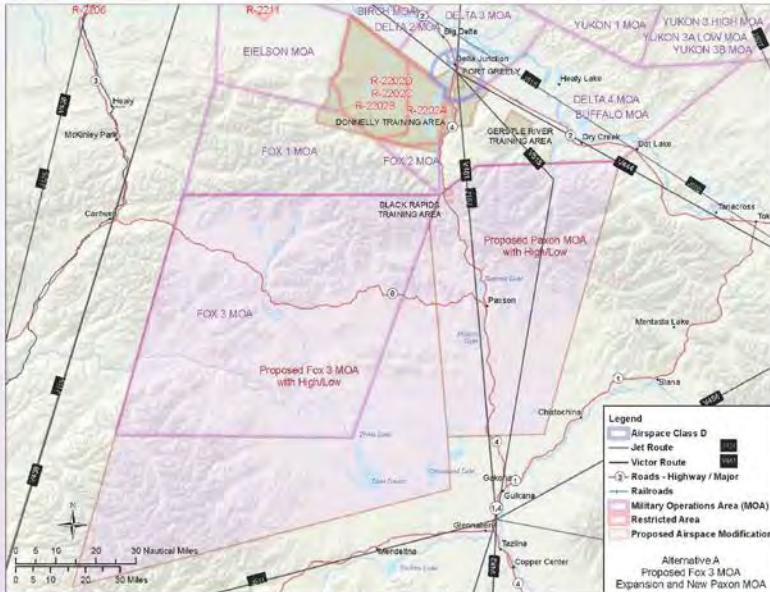 R-2206
R-2211
BIRCH MOA
DELTA 2 MOA
DELTA 3 MOA
YUKON 1 MOA
YUKON 3 HIGH MOA
YUKON 3A LOW MOA
YUKON 3B MOA
Big Delta
Delta Junction
FORT GREELY
EIELSON MOA
R-2202D
R-2202C
R-2202B
R-2202A
DONNELLY TRAINING AREA
Healy Lake
DELTA 4 MOA
BUFFALO MOA
Healy
McKinley Park
FOX 1 MOA
FOX 2 MOA
GERSTLE RIVER
TRAINING AREA
Dry Creek
Dot Lake
Tanacross
Tok
Cantwell
BLACK RAPIDS
TRAINING AREA
Proposed Paxon MOA
with High/Low
Paxson
FOX 3 MOA
Proposed Fox 3 MOA
with High/Low
Mentasta Lake
Slana
Chistochina
Gakona
Gulkana
Glennallen
Tazlina
Copper Center
Mendeltna
V444
V481
V456
N
0 5 10 20 30 Nautical Miles
0 5 10 20 30 Miles
Legend
Airspace Class D
Jet Route
Victor Route
2 Roads - Highway / Major
Railroads
Military Operations Area (MOA)
Restricted Area
Proposed Airspace Modification
Alternative A
Proposed Fox 3 MOA
Expansion and New Paxon MOA